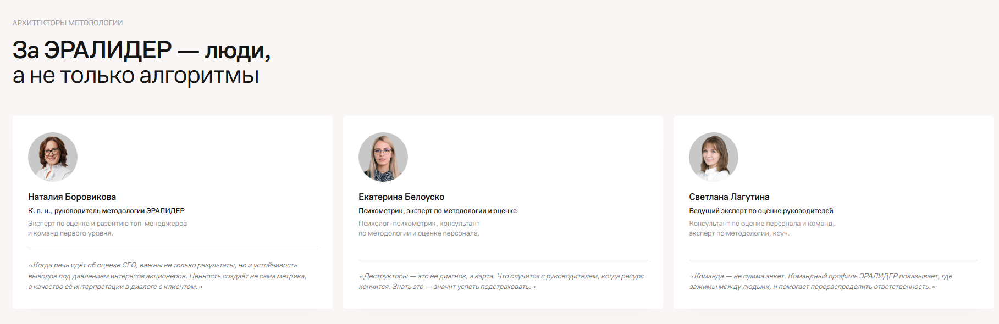 АРХИТЕКТОРЫ МЕТОДОЛОГИИ
За ЭРАЛИДЕР — люди,
а не только алгоритмы
Наталия Боровикова
К. п. н., руководитель методологии ЭРАЛИДЕР
Эксперт по оценке и развитию топ-менеджеров
и команд первого уровня.
«Когда речь идёт об оценке CEO, важны не только результаты, но и устойчивость
выводов под давлением интересов акционеров. Ценность создаёт не сама метрика,
а качество её интерпретации в диалоге с клиентом.»
Екатерина Белоуско
Психометрик, эксперт по методологии и оценке
Психолог-психометрик, консультант
по методологии и оценке персонала.
«Деструкторы — это не диагноз, а карта. Что случится с руководителем, когда ресурс
кончится. Знать это — значит успеть подстраховать.»
Светлана Лагутина
Ведущий эксперт по оценке руководителей
Консультант по оценке персонала и команд,
эксперт по методологии, коуч.
«Команда — не сумма анкет. Командный профиль ЭРАЛИДЕР показывает, где
зажимы между людьми, и помогает перераспределить ответственность.»